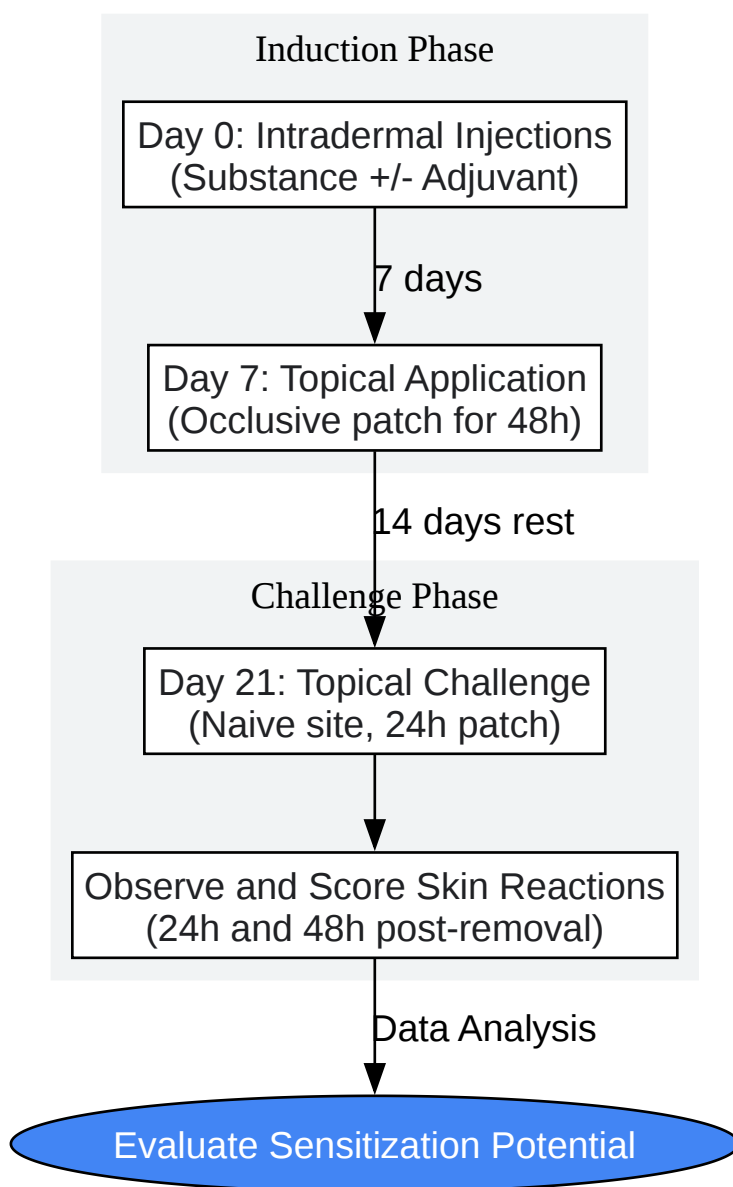 Induction Phase
Day 0: Intradermal Injections
(Substance +/- Adjuvant)
7 days
Day 7: Topical Application
(Occlusive patch for 48h)
14 days rest
Challenge Phase
Day 21: Topical Challenge
(Naive site, 24h patch)
Observe and Score Skin Reactions
(24h and 48h post-removal)
Data Analysis
Evaluate Sensitization Potential